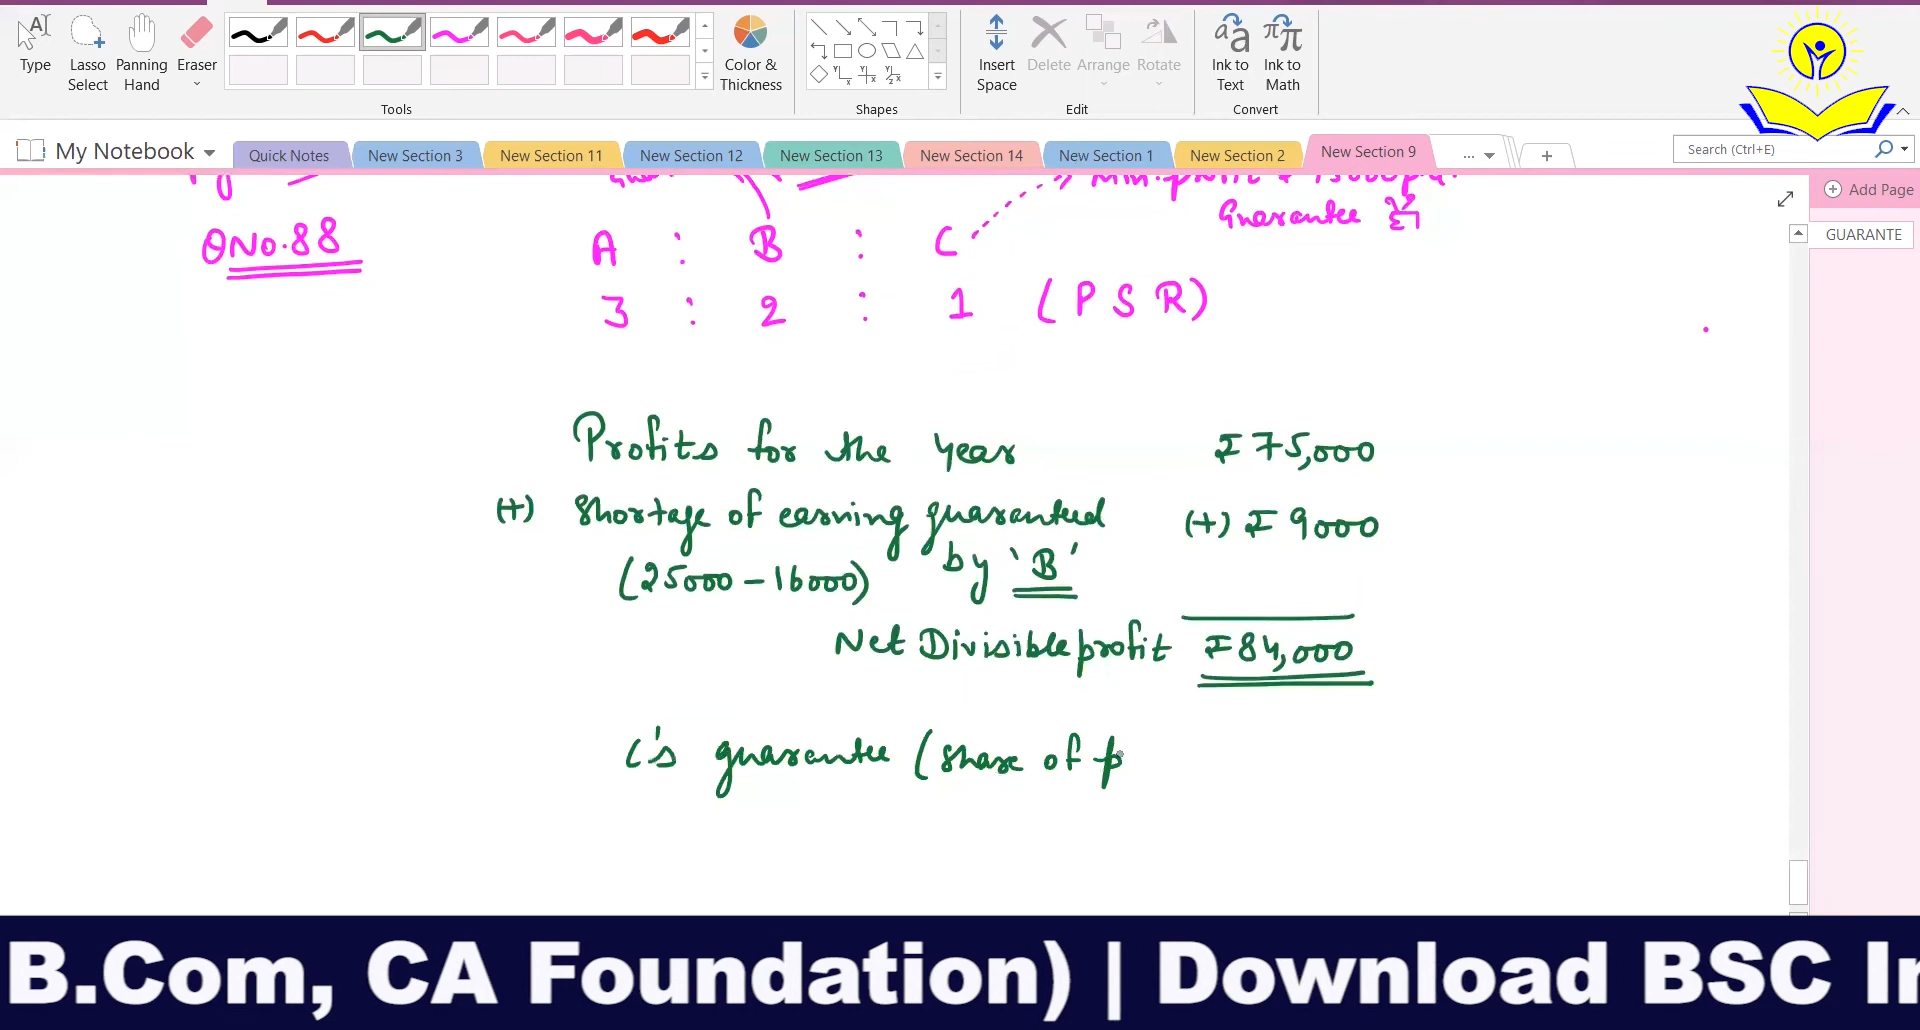 Type
Lasso Select
Panning Hand
Eraser
Tools
Color & Thickness
Shapes
Insert Space
Delete
Arrange
Rotate
Edit
Ink to Text
Ink to Math
Convert
My Notebook
Quick Notes
New Section 3
New Section 11
New Section 12
New Section 13
New Section 14
New Section 1
New Section 2
New Section 9
...
Search (Ctrl+E)
Add Page
GUARANTE
Min. profit ₹ 15000 p.a.
Guarantee
QNo.88
A : B : C
3 : 2 : 1 (PSR)
Profits for the year ₹75,000
(+) Shortage of earning guaranteed (+) ₹9000
(25000-16000) by 'B'
Net Divisible profit ₹84,000
C's guarantee (share of p
B.Com, CA Foundation) | Download BSC In